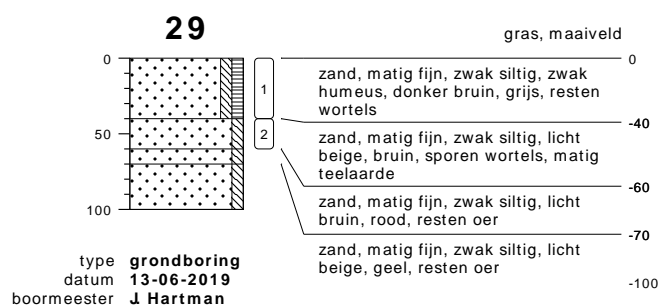 29
gras, maaiveld
0
50
100
1
2
0
zand, matig fijn, zwak siltig, zwak
humeus, donker bruin, grijs, resten
wortels
-40
zand, matig fijn, zwak siltig, licht
beige, bruin, sporen wortels, matig
teelaarde
-60
zand, matig fijn, zwak siltig, licht
bruin, rood, resten oer
-70
zand, matig fijn, zwak siltig, licht
beige, geel, resten oer
-100
type grondboring
datum 13-06-2019
boormeester J. Hartman